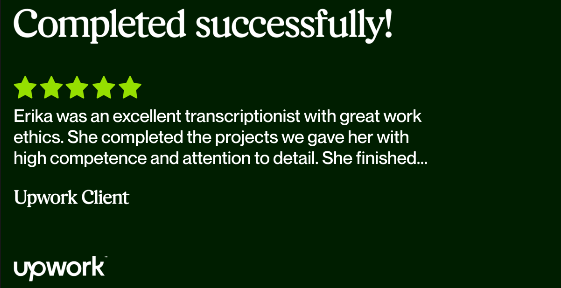 Completed successfully!
Erika was an excellent transcriptionist with great work
ethics. She completed the projects we gave her with
high competence and attention to detail. She finished...
Upwork Client
upwork